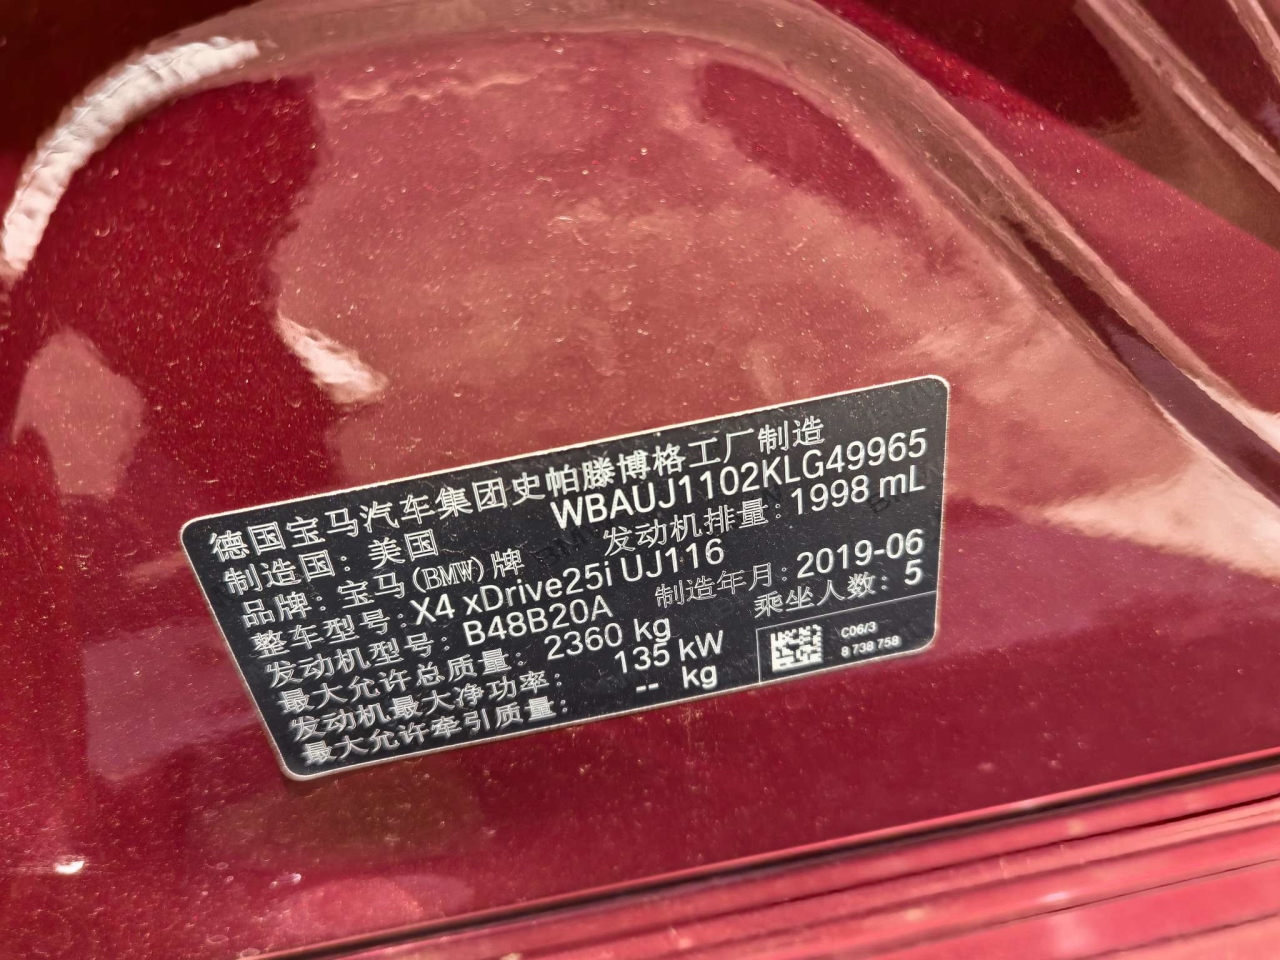 德国宝马汽车集团史帕滕博格工厂制造
制造国：美国 WBAUJ1102KLG49965
品牌：宝马(BMW)牌 发动机排量：1998 mL
整车型号：X4 xDrive25i UJ116
发动机型号：B48B20A 制造年月：2019-06
最大允许总质量：2360 kg 乘坐人数：5
发动机最大净功率：135 kW
最大允许牵引质量：-- kg
C06/3
8 738 758